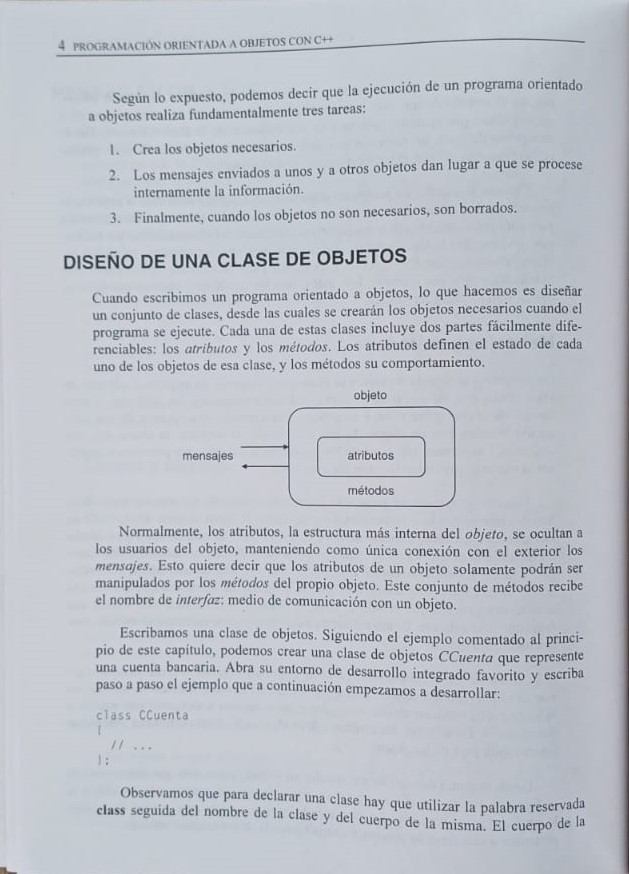 4 PROGRAMACIÓN ORIENTADA A OBJETOS CON C++
Según lo expuesto, podemos decir que la ejecución de un programa orientado
a objetos realiza fundamentalmente tres tareas:
1. Crea los objetos necesarios.
2. Los mensajes enviados a unos y a otros objetos dan lugar a que se procese
internamente la información.
3. Finalmente, cuando los objetos no son necesarios, son borrados.
DISEÑO DE UNA CLASE DE OBJETOS
Cuando escribimos un programa orientado a objetos, lo que hacemos es diseñar
un conjunto de clases, desde las cuales se crearán los objetos necesarios cuando el
programa se ejecute. Cada una de estas clases incluye dos partes fácilmente dife-
renciables: los atributos y los métodos. Los atributos definen el estado de cada
uno de los objetos de esa clase, y los métodos su comportamiento.
objeto
mensajes
atributos
métodos
Normalmente, los atributos, la estructura más interna del objeto, se ocultan a
los usuarios del objeto, manteniendo como única conexión con el exterior los
mensajes. Esto quiere decir que los atributos de un objeto solamente podrán ser
manipulados por los métodos del propio objeto. Este conjunto de métodos recibe
el nombre de interfaz: medio de comunicación con un objeto.
Escribamos una clase de objetos. Siguiendo el ejemplo comentado al princi-
pio de este capítulo, podemos crear una clase de objetos CCuenta que represente
una cuenta bancaria. Abra su entorno de desarrollo integrado favorito y escriba
paso a paso el ejemplo que a continuación empezamos a desarrollar:
class CCuenta
{
// ...
};
Observamos que para declarar una clase hay que utilizar la palabra reservada
class seguida del nombre de la clase y del cuerpo de la misma. El cuerpo de la